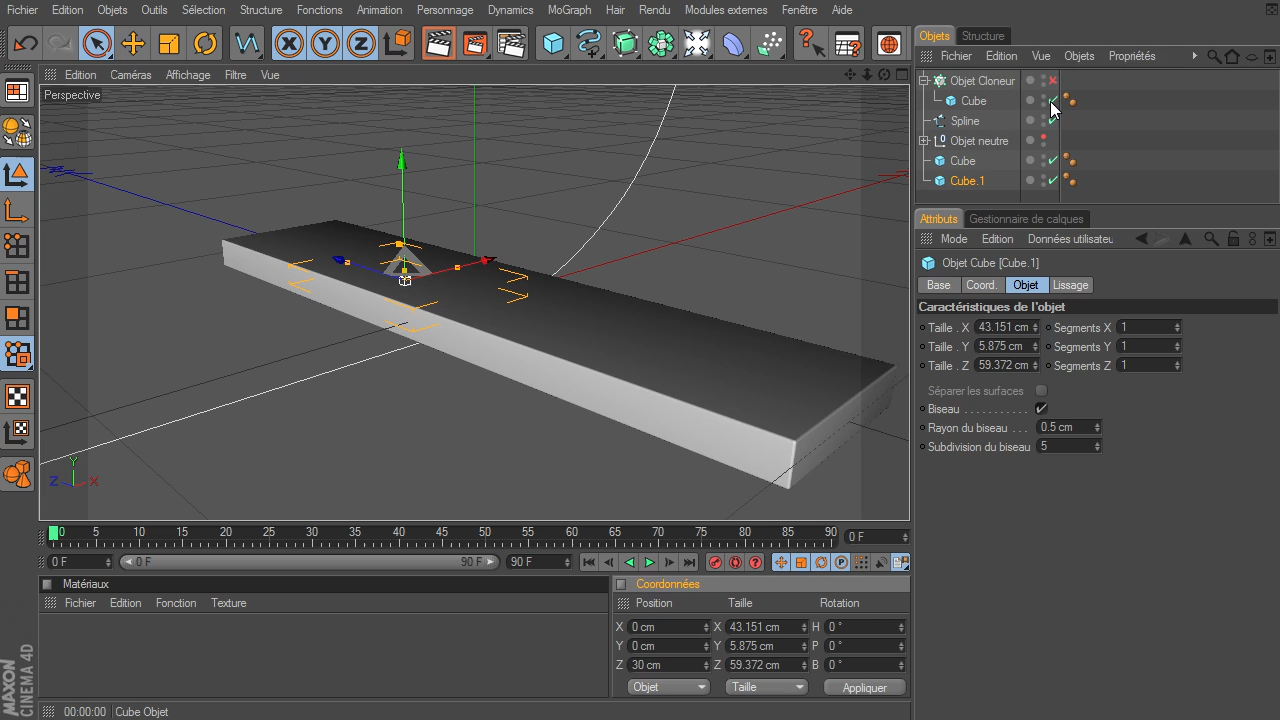 Fichier Edition Objets Outils Sélection Structure Fonctions Animation Personnage Dynamics MoGraph Hair Rendu Modules externes Fenêtre Aide
X Y Z
Edition Caméras Affichage Filtre Vue
Perspective
Y
Z X
0 5 10 15 20 25 30 35 40 45 50 55 60 65 70 75 80 85 90 0 F
0 F 0 F 90 F 90 F
Matériaux
Fichier Edition Fonction Texture
Coordonnées
Position Taille Rotation
X 0 cm X 43.151 cm H 0 °
Y 0 cm Y 5.875 cm P 0 °
Z 30 cm Z 59.372 cm B 0 °
Objet Taille Appliquer
MAXON
CINEMA 4D
00:00:00 Cube Objet
Objets Structure
Fichier Edition Vue Objets Propriétés
Objet Cloneur
Cube
Spline
Objet neutre
Cube
Cube.1
Attributs Gestionnaire de calques
Mode Edition Données utilisateu
Objet Cube [Cube.1]
Base Coord. Objet Lissage
Caractéristiques de l'objet
Taille . X 43.151 cm Segments X 1
Taille . Y 5.875 cm Segments Y 1
Taille . Z 59.372 cm Segments Z 1
Séparer les surfaces
Biseau . . . . . . . . . . .
Rayon du biseau . . . 0.5 cm
Subdivision du biseau 5